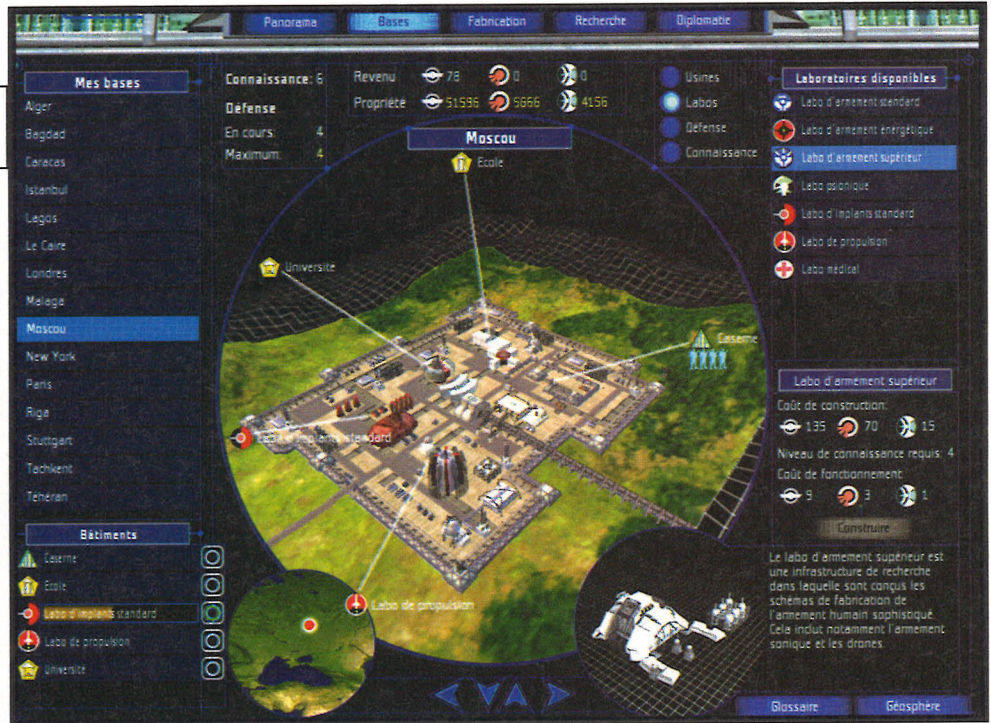 Panorama
Bases
Fabrication
Recherche
Diplomatie
Mes bases
Alger
Bagdad
Caracas
Istanbul
Lagos
Le Caire
Londres
Malaga
Moscou
New York
Paris
Riga
Stuttgart
Tachkent
Téhéran
Bâtiments
Caserne
Ecole
Labo d'implants standard
Labo de propulsion
Université
Connaissance: 6
Défense
En cours: 4
Maximum: 4
Revenu 78 0 0
Propriété 51596 5666 4156
Moscou
Ecole
Université
Caserne
Labo d'implants standard
Labo de propulsion
Usines
Labos
Défense
Connaissance
Laboratoires disponibles
Labo d'armement standard
Labo d'armement énergétique
Labo d'armement supérieur
Labo psionique
Labo d'implants standard
Labo de propulsion
Labo médical
Labo d'armement supérieur
Coût de construction:
135 70 15
Niveau de connaissance requis: 4
Coût de fonctionnement
9 3 1
Construire
Le labo d'armement supérieur est
une infrastructure de recherche
dans laquelle sont conçus les
schémas de fabrication de
l'armement humain sophistiqué.
Cela inclut notamment l'armement
sonique et les drones
Glossaire
Géosphère